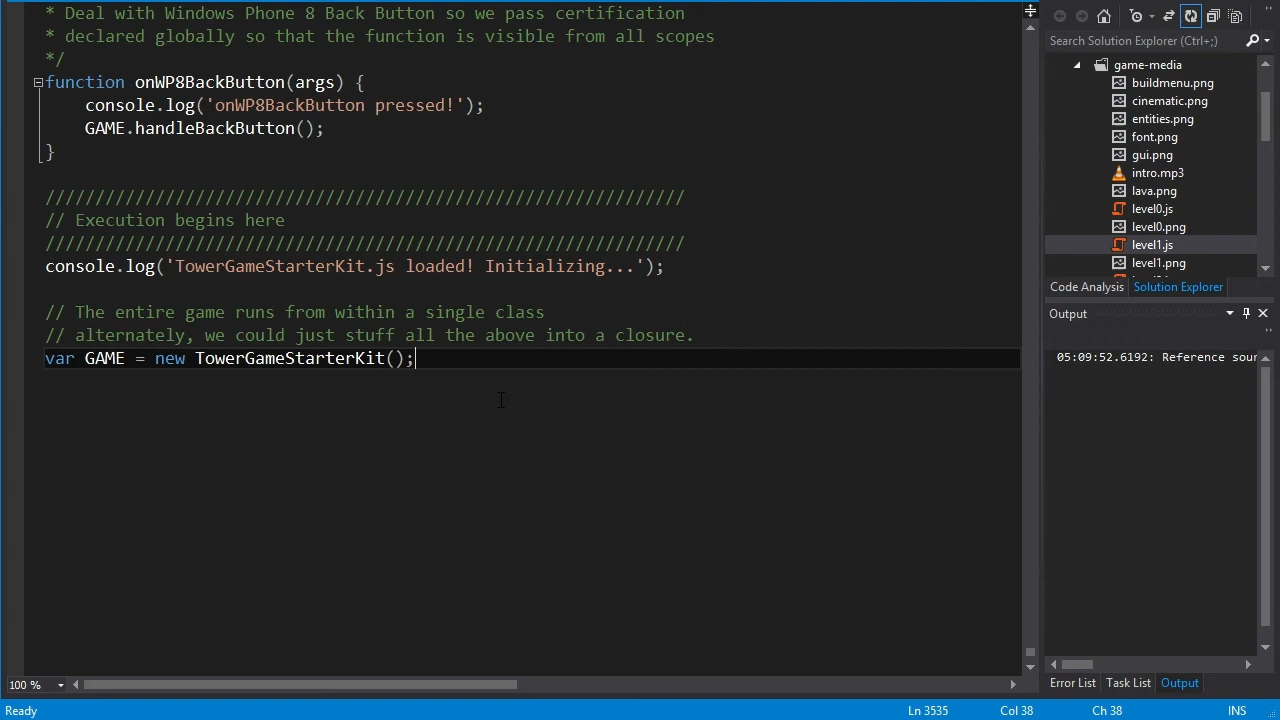 * Deal with Windows Phone 8 Back Button so we pass certification
* declared globally so that the function is visible from all scopes
*/
function onWP8BackButton(args) {
console.log('onWP8BackButton pressed!');
GAME.handleBackButton();
}
////////////////////////////////////////////////////////////////
// Execution begins here
////////////////////////////////////////////////////////////////
console.log('TowerGameStarterKit.js loaded! Initializing...');
// The entire game runs from within a single class
// alternately, we could just stuff all the above into a closure.
var GAME = new TowerGameStarterKit();
100 %
Search Solution Explorer (Ctrl+;)
game-media
buildmenu.png
cinematic.png
entities.png
font.png
gui.png
intro.mp3
lava.png
level0.js
level0.png
level1.js
level1.png
Code Analysis Solution Explorer
Output
05:09:52.6192: Reference sour
Error List Task List Output
Ready Ln 3535 Col 38 Ch 38 INS